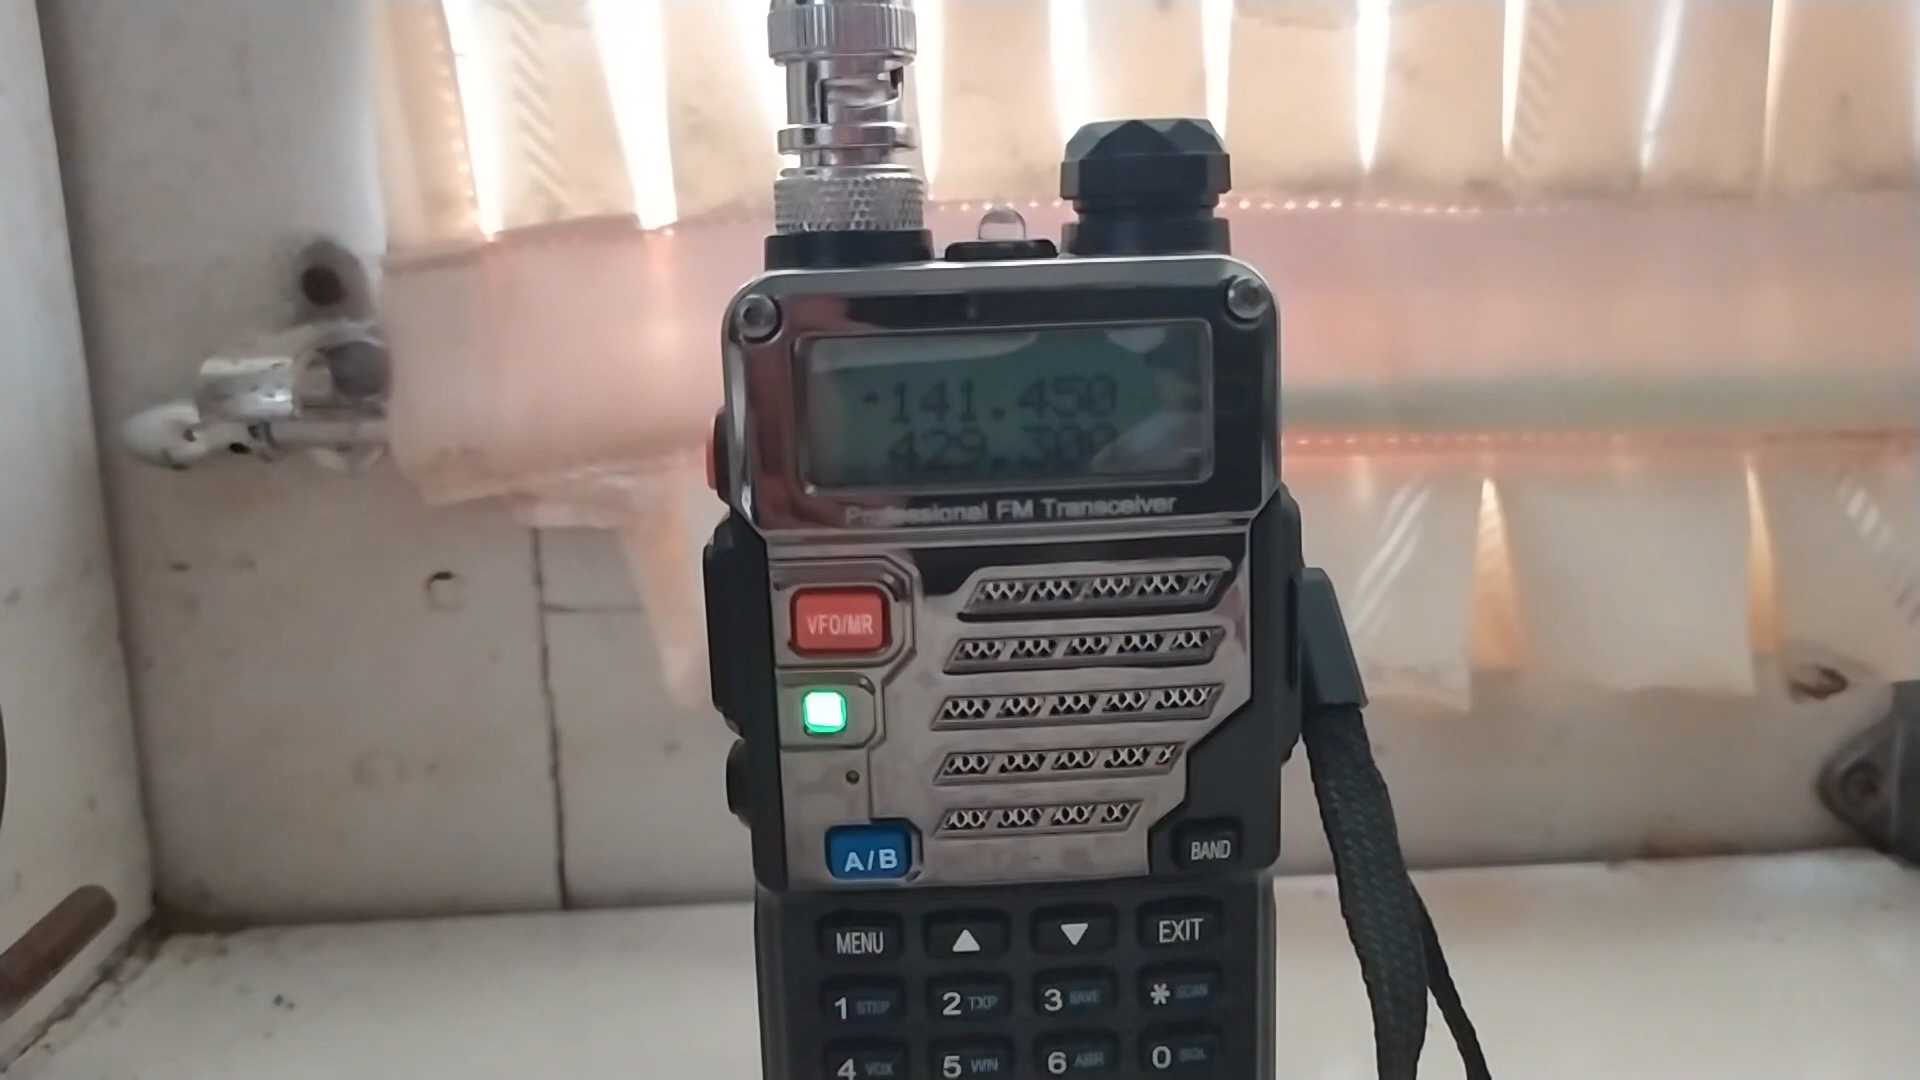 141.450
429.300
Professional FM Transceiver
VFO/MR
A/B
BAND
MENU ▲ ▼ EXIT
1 STEP 2 TXP 3 SAVE * SCAN
4 VOX 5 WN 6 ABR 0 SQL